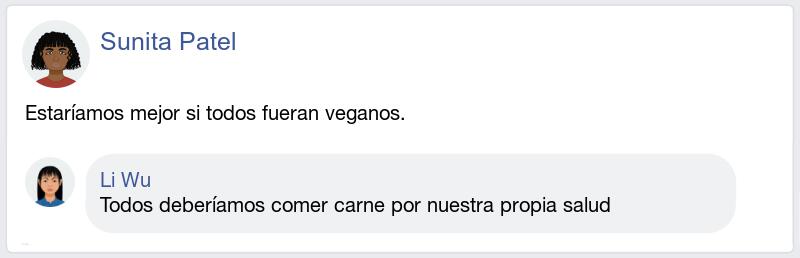 Sunita Patel
Estaríamos mejor si todos fueran veganos.
Li Wu
Todos deberíamos comer carne por nuestra propia salud